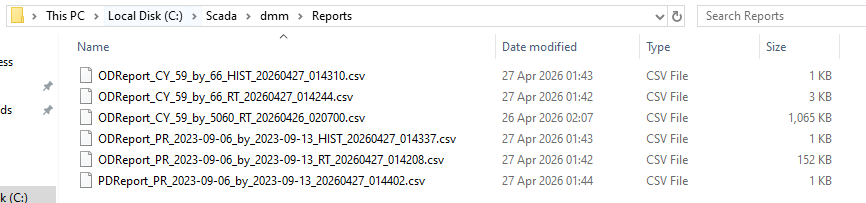 This PC > Local Disk (C:) > Scada > dmm > Reports Search Reports
Name Date modified Type Size
ess
ds
k (C:)
ODReport_CY_59_by_66_HIST_20260427_014310.csv 27 Apr 2026 01:43 CSV File 1 KB
ODReport_CY_59_by_66_RT_20260427_014244.csv 27 Apr 2026 01:42 CSV File 3 KB
ODReport_CY_59_by_5060_RT_20260426_020700.csv 26 Apr 2026 02:07 CSV File 1,065 KB
ODReport_PR_2023-09-06_by_2023-09-13_HIST_20260427_014337.csv 27 Apr 2026 01:43 CSV File 1 KB
ODReport_PR_2023-09-06_by_2023-09-13_RT_20260427_014208.csv 27 Apr 2026 01:42 CSV File 152 KB
PDReport_PR_2023-09-06_by_2023-09-13_20260427_014402.csv 27 Apr 2026 01:44 CSV File 1 KB